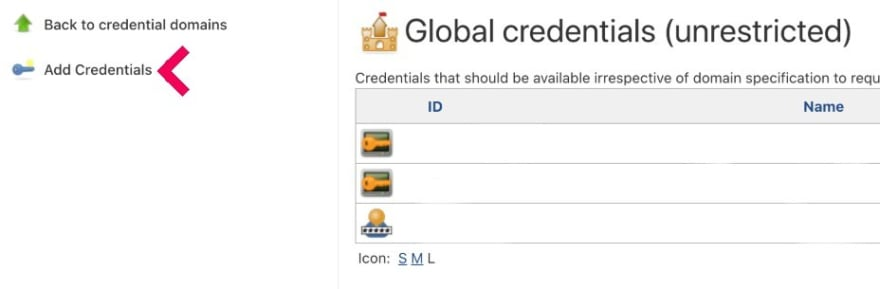 Back to credential domains
Add Credentials
Global credentials (unrestricted)
Credentials that should be available irrespective of domain specification to requ
ID Name
Icon: S M L